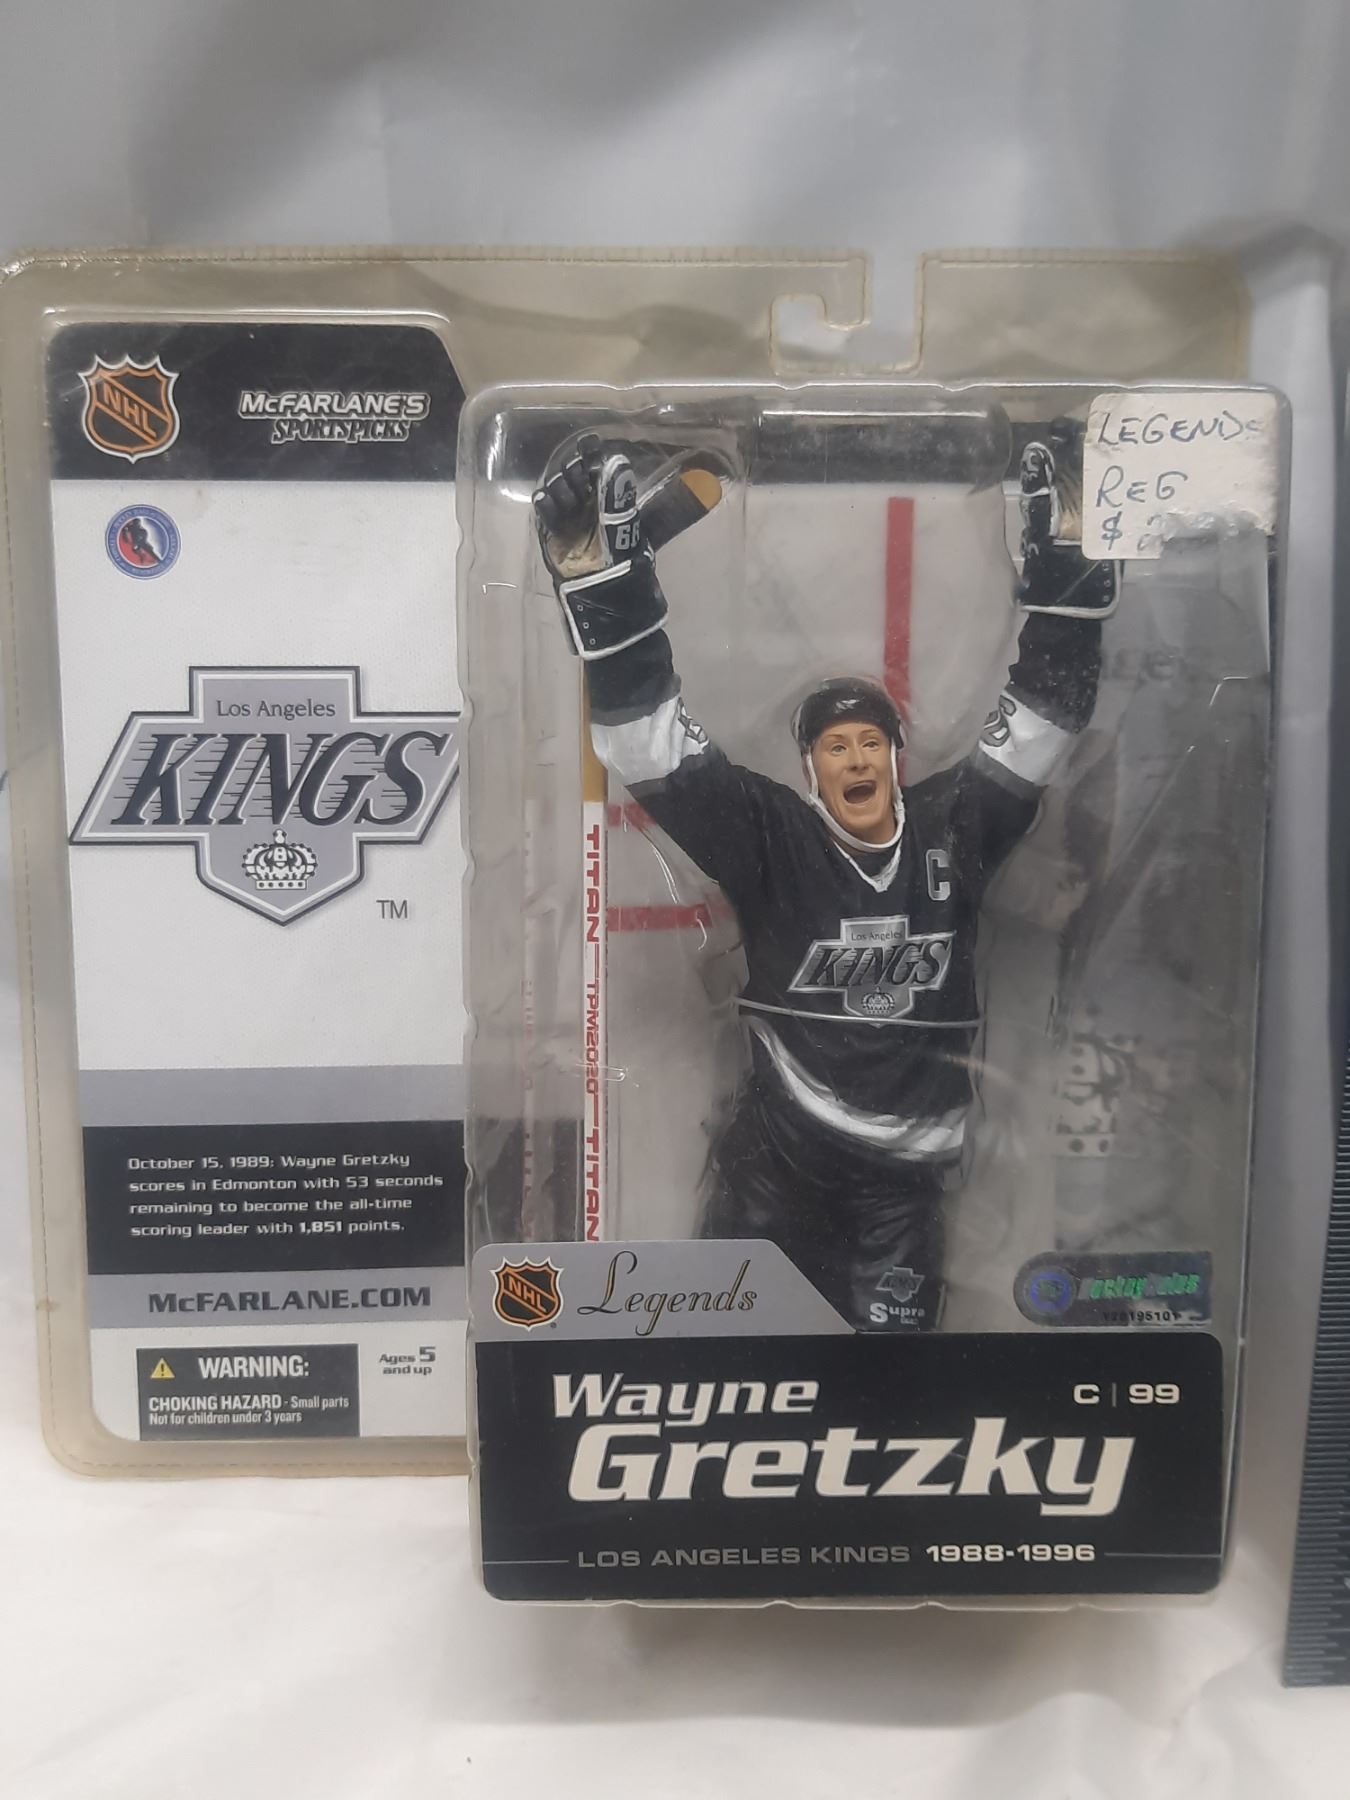 NHL
McFARLANE'S
SPORTSPICKS
Los Angeles
KINGS
TM
October 15, 1989: Wayne Gretzky
scores in Edmonton with 53 seconds
remaining to become the all-time
scoring leader with 1,851 points.
McFARLANE.COM
WARNING:
CHOKING HAZARD - Small parts
Not for children under 3 years
Ages 5
and up
LEGENDS
REG
$
C
Los Angeles
KINGS
TITAN
TPM2020
TITAN
KINGS
Supra
NHL
Legends
Wayne
Gretzky
C | 99
LOS ANGELES KINGS 1988-1996